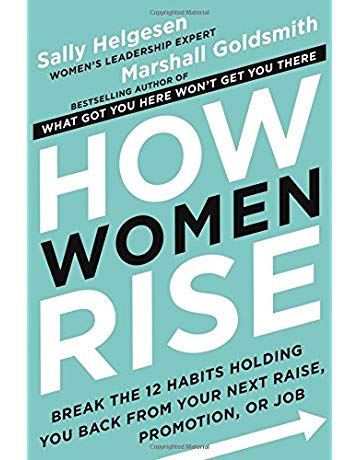 Sally Helgesen
WOMEN'S LEADERSHIP EXPERT
Marshall Goldsmith
BESTSELLING AUTHOR OF
WHAT GOT YOU HERE WON'T GET YOU THERE
HOW
WOMEN
RISE
BREAK THE 12 HABITS HOLDING
YOU BACK FROM YOUR NEXT RAISE,
PROMOTION, OR JOB